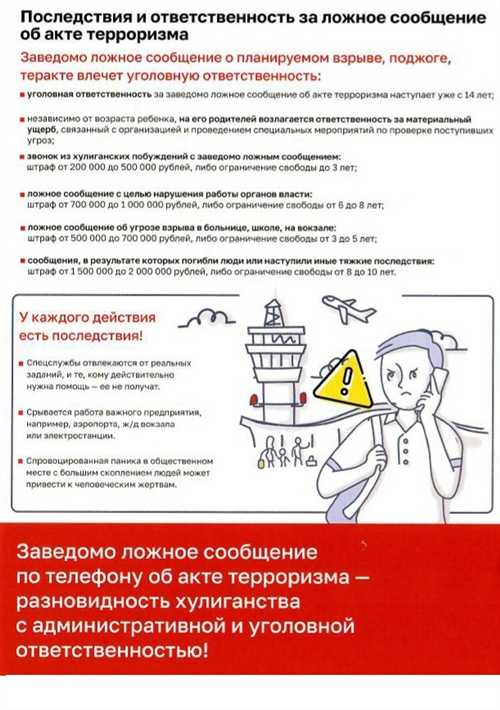 Последствия и ответственность за ложное сообщение
об акте терроризма
Заведомо ложное сообщение о планируемом взрыве, поджоге,
теракте влечет уголовную ответственность:
уголовная ответственность за заведомо ложное сообщение об акте терроризма наступает уже с 14 лет;
независимо от возраста ребенка, на его родителей возлагается ответственность за материальный
ущерб, связанный с организацией и проведением специальных мероприятий по проверке поступивших
угроз;
звонок из хулиганских побуждений с заведомо ложным сообщением:
штраф от 200 000 до 500 000 рублей, либо ограничение свободы до 3 лет;
ложное сообщение с целью нарушения работы органов власти:
штраф от 700 000 до 1 000 000 рублей, либо ограничение свободы от 6 до 8 лет;
ложное сообщение об угрозе взрыва в больнице, школе, на вокзале:
штраф от 500 000 до 700 000 рублей, либо ограничение свободы от 3 до 5 лет;
сообщения, в результате которых погибли люди или наступили иные тяжкие последствия:
штраф от 1 500 000 до 2 000 000 рублей, либо ограничение свободы от 8 до 10 лет.
У каждого действия
есть последствия!
Спецслужбы отвлекаются от реальных
заданий, и те, кому действительно
нужна помощь — ее не получат.
Срывается работа важного предприятия,
например, аэропорта, ж/д вокзала
или электростанции.
Спровоцированная паника в общественном
месте с большим скоплением людей может
привести к человеческим жертвам.
Заведомо ложное сообщение
по телефону об акте терроризма —
разновидность хулиганства
с административной и уголовной
ответственностью!